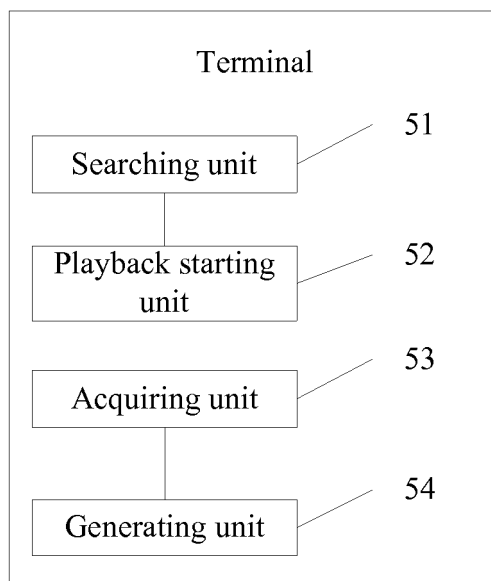 Terminal
51
Searching unit
52
Playback starting
unit
53
Acquiring unit
54
Generating unit